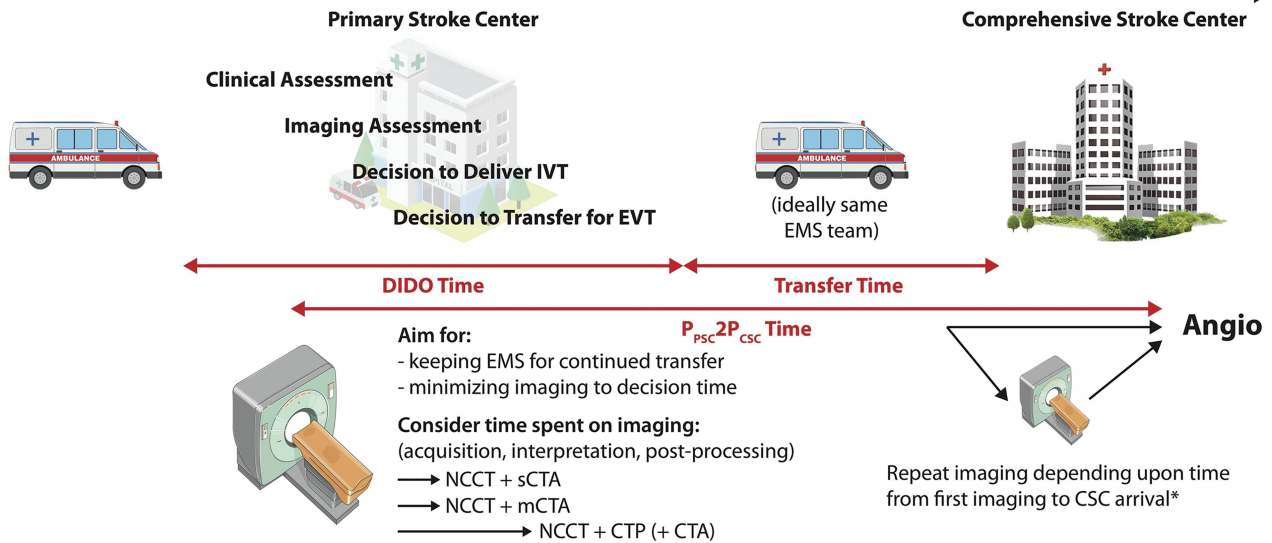 Primary Stroke Center
Comprehensive Stroke Center
Clinical Assessment
Imaging Assessment
Decision to Deliver IVT
Decision to Transfer for EVT
AMBULANCE
AMBULANCE
(ideally same
EMS team)
DIDO Time
Transfer Time
P_PSC2P_CSC Time
Angio
Aim for:
- keeping EMS for continued transfer
- minimizing imaging to decision time
Consider time spent on imaging:
(acquisition, interpretation, post-processing)
NCCT + sCTA
NCCT + mCTA
NCCT + CTP (+ CTA)
Repeat imaging depending upon time
from first imaging to CSC arrival*